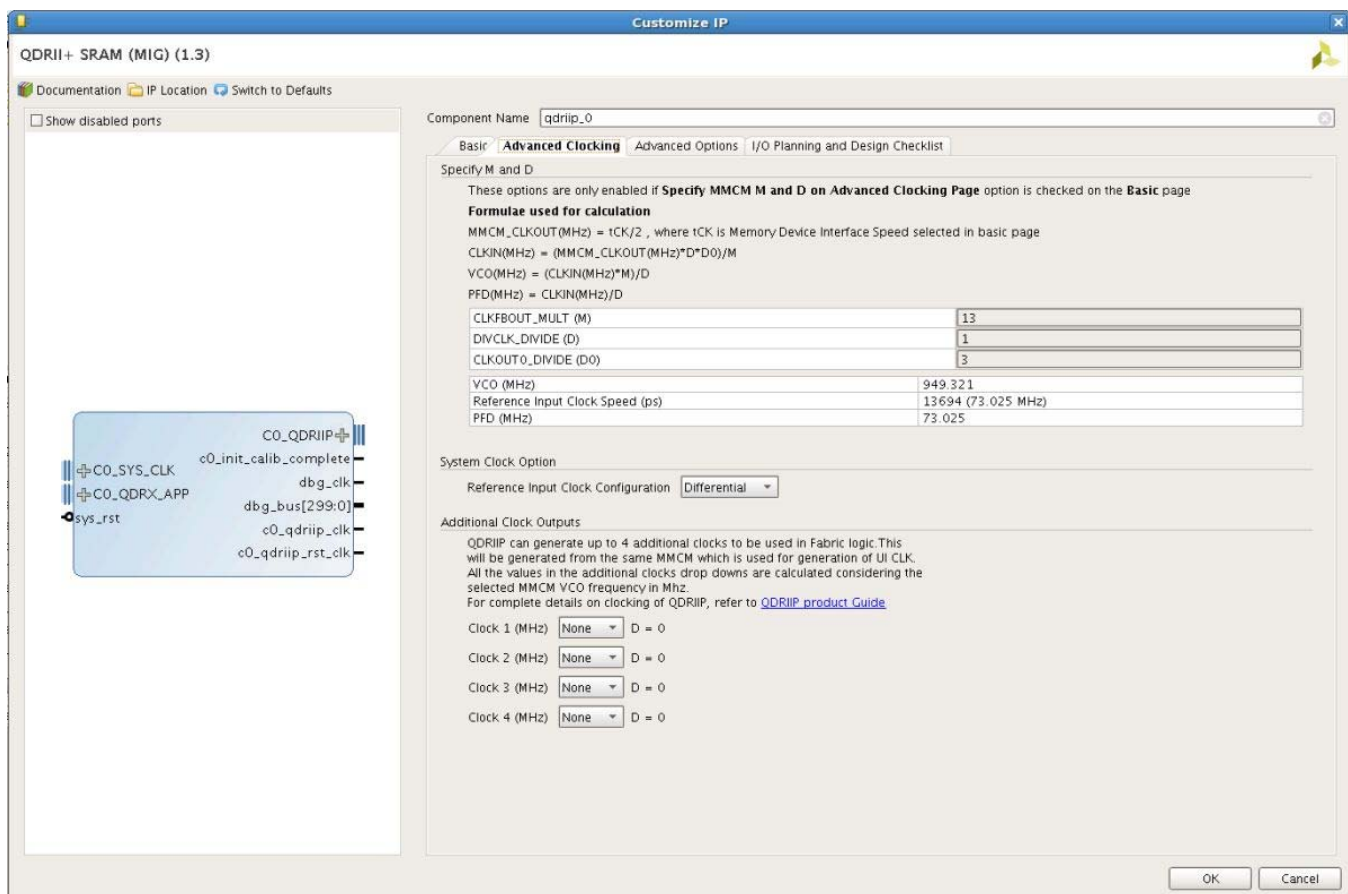 Customize IP
QDRII+ SRAM (MIG) (1.3)
Documentation IP Location Switch to Defaults
Show disabled ports
C0_SYS_CLK
C0_QDRX_APP
sys_rst
C0_QDRIIP
c0_init_calib_complete
dbg_clk
dbg_bus[299:0]
c0_qdriip_clk
c0_qdriip_rst_clk
Component Name qdriip_0
Basic Advanced Clocking Advanced Options I/O Planning and Design Checklist
Specify M and D
These options are only enabled if Specify MMCM M and D on Advanced Clocking Page option is checked on the Basic page
Formulae used for calculation
MMCM_CLKOUT(MHz) = tCK/2 , where tCK is Memory Device Interface Speed selected in basic page
CLKIN(MHz) = (MMCM_CLKOUT(MHz)*D*D0)/M
VCO(MHz) = (CLKIN(MHz)*M)/D
PFD(MHz) = CLKIN(MHz)/D
CLKFBOUT_MULT (M) 13
DIVCLK_DIVIDE (D) 1
CLKOUT0_DIVIDE (D0) 3
VCO (MHz) 949.321
Reference Input Clock Speed (ps) 13694 (73.025 MHz)
PFD (MHz) 73.025
System Clock Option
Reference Input Clock Configuration Differential
Additional Clock Outputs
QDRIIP can generate up to 4 additional clocks to be used in Fabric logic.This
will be generated from the same MMCM which is used for generation of UI CLK.
All the values in the additional clocks drop downs are calculated considering the
selected MMCM VCO frequency in Mhz.
For complete details on clocking of QDRIIP, refer to QDRIIP product Guide
Clock 1 (MHz) None D = 0
Clock 2 (MHz) None D = 0
Clock 3 (MHz) None D = 0
Clock 4 (MHz) None D = 0
OK Cancel